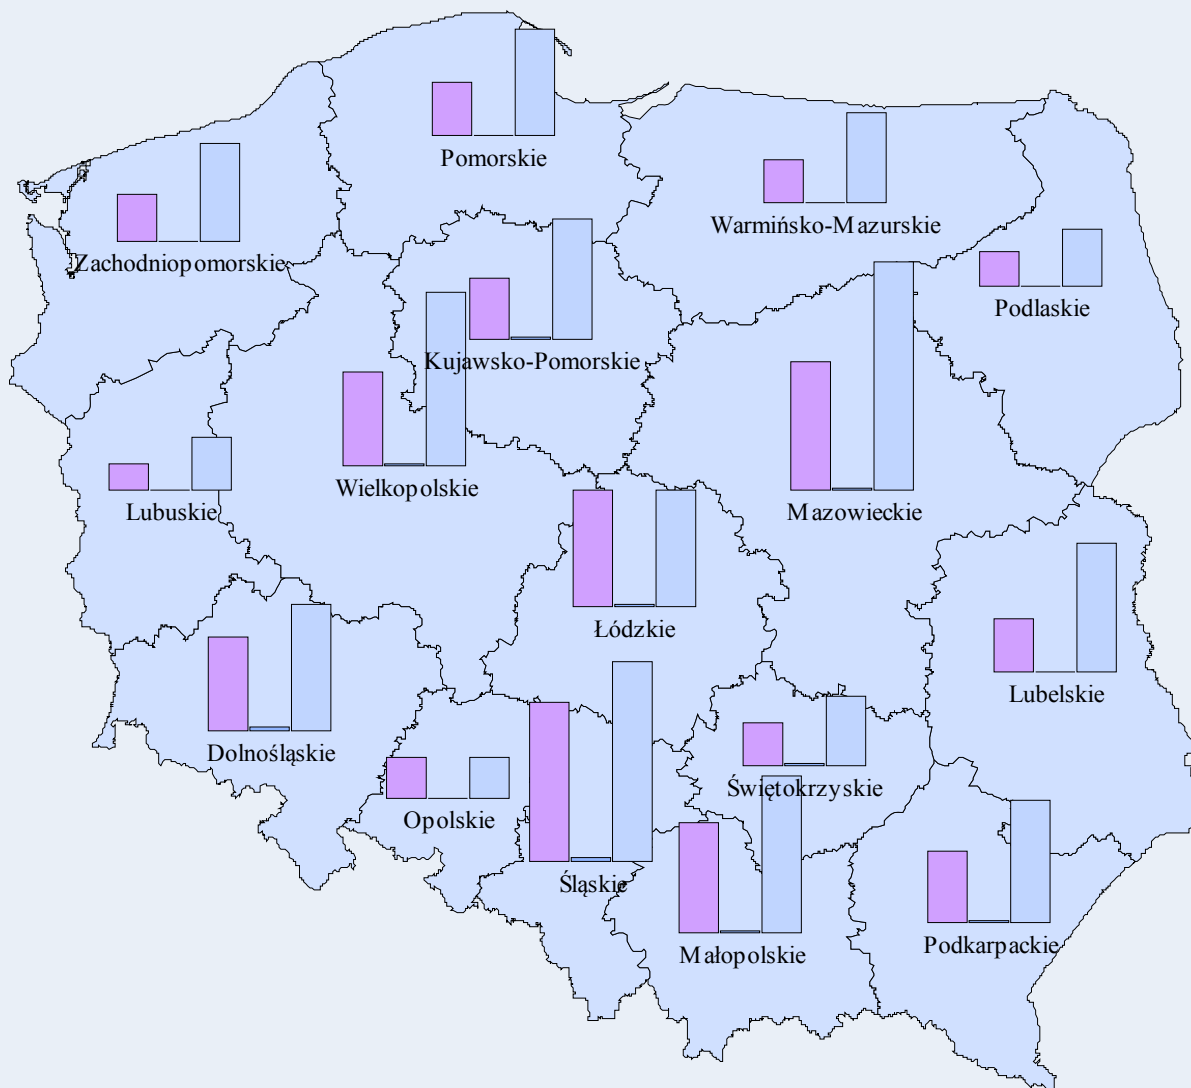 Pomorskie
Warmińsko-Mazurskie
Zachodniopomorskie
Podlaskie
Kujawsko-Pomorskie
Wielkopolskie
Lubuskie
Mazowieckie
Łódzkie
Lubelskie
Dolnośląskie
Świętokrzyskie
Opolskie
Śląskie
Podkarpackie
Małopolskie